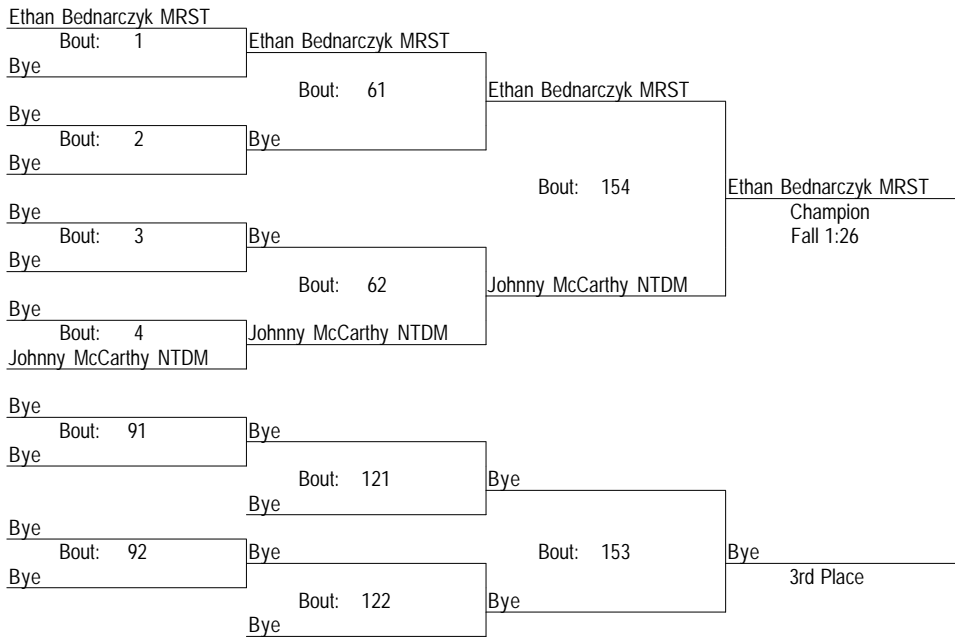 Ethan Bednarczyk MRST
Bout: 1
Ethan Bednarczyk MRST
Bye
Bout: 61
Ethan Bednarczyk MRST
Bye
Bout: 2
Bye
Bye
Bout: 154
Ethan Bednarczyk MRST
Champion
Fall 1:26
Bye
Bout: 3
Bye
Bye
Bout: 62
Johnny McCarthy NTDM
Bye
Bout: 4
Johnny McCarthy NTDM
Johnny McCarthy NTDM
Bye
Bout: 91
Bye
Bye
Bout: 121
Bye
Bye
Bye
Bout: 92
Bye
Bout: 153
Bye
Bye
3rd Place
Bout: 122
Bye
Bye